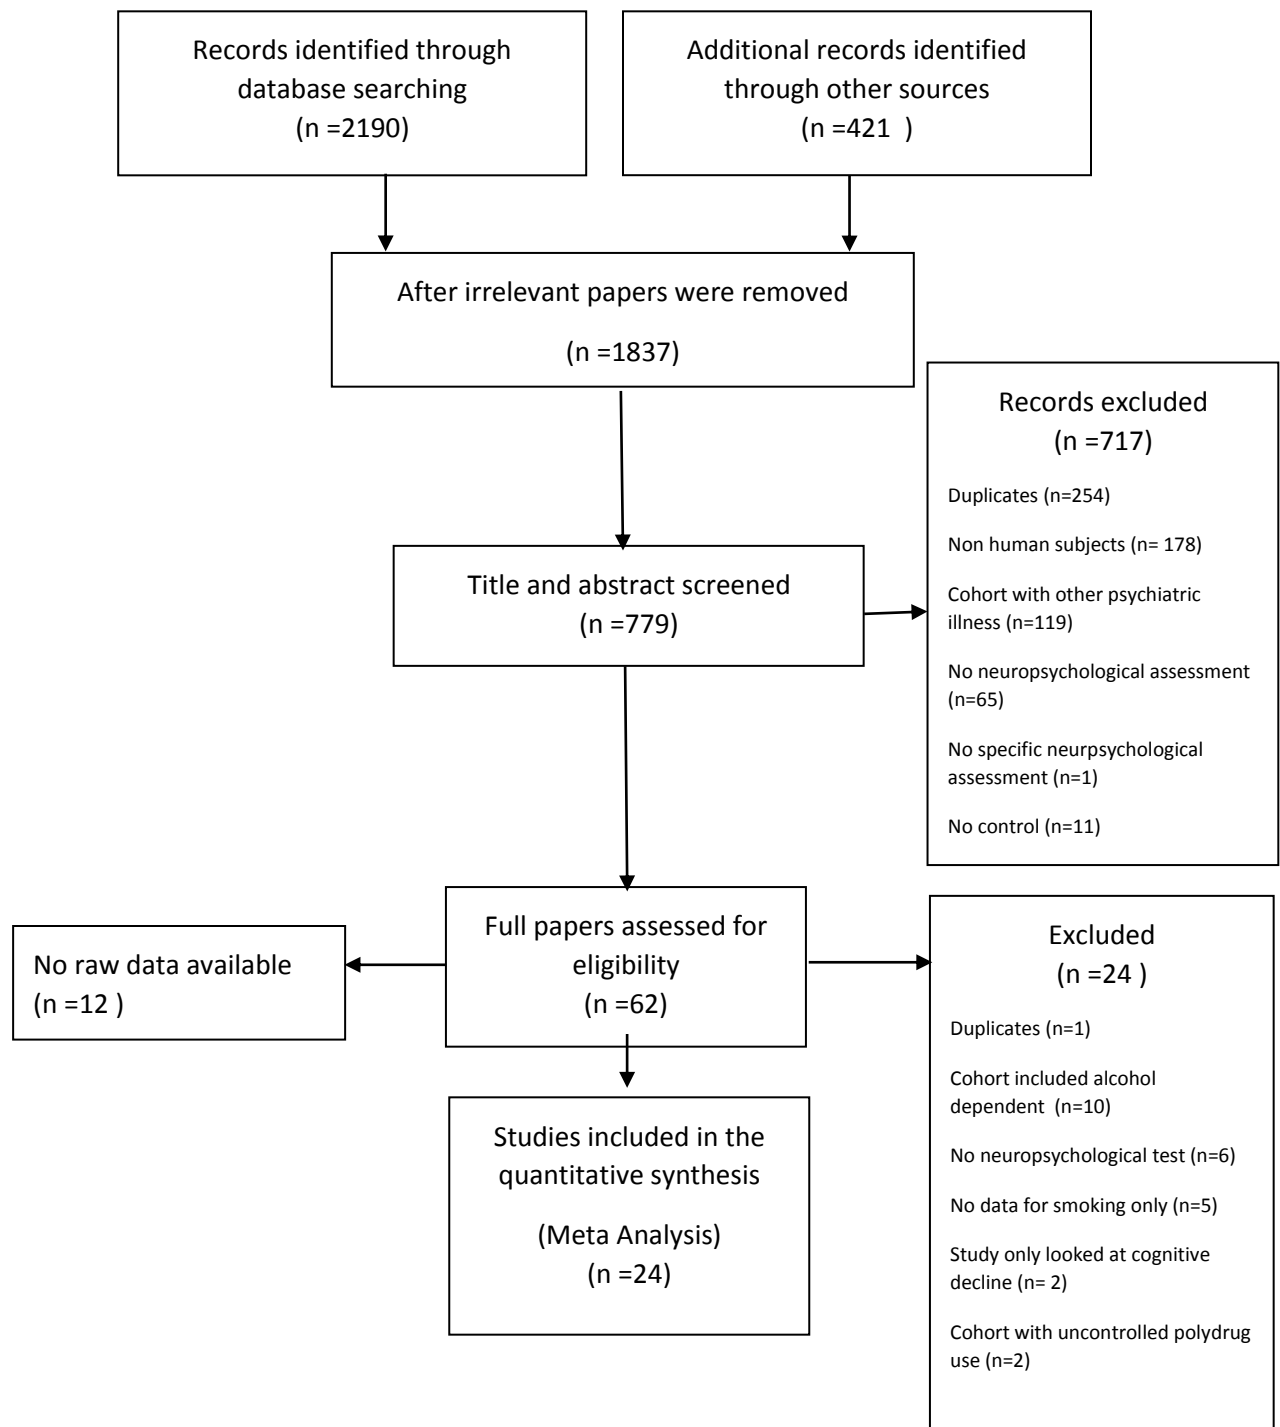 Records identified through
database searching
(n =2190)
Additional records identified
through other sources
(n =421  )
After irrelevant papers were removed
(n =1837)
Records excluded
(n =717)
Duplicates (n=254)
Non human subjects (n= 178)
Cohort with other psychiatric
illness (n=119)
No neuropsychological assessment
(n=65)
No specific neurpsychological
assessment (n=1)
No control (n=11)
Title and abstract screened
(n =779)
Full papers assessed for
eligibility
(n =62)
No raw data available
(n =12 )
Excluded
(n =24 )
Duplicates (n=1)
Cohort included alcohol
dependent  (n=10)
No neuropsychological test (n=6)
No data for smoking only (n=5)
Study only looked at cognitive
decline (n= 2)
Cohort with uncontrolled polydrug
use (n=2)
Studies included in the
quantitative synthesis
(Meta Analysis)
(n =24)